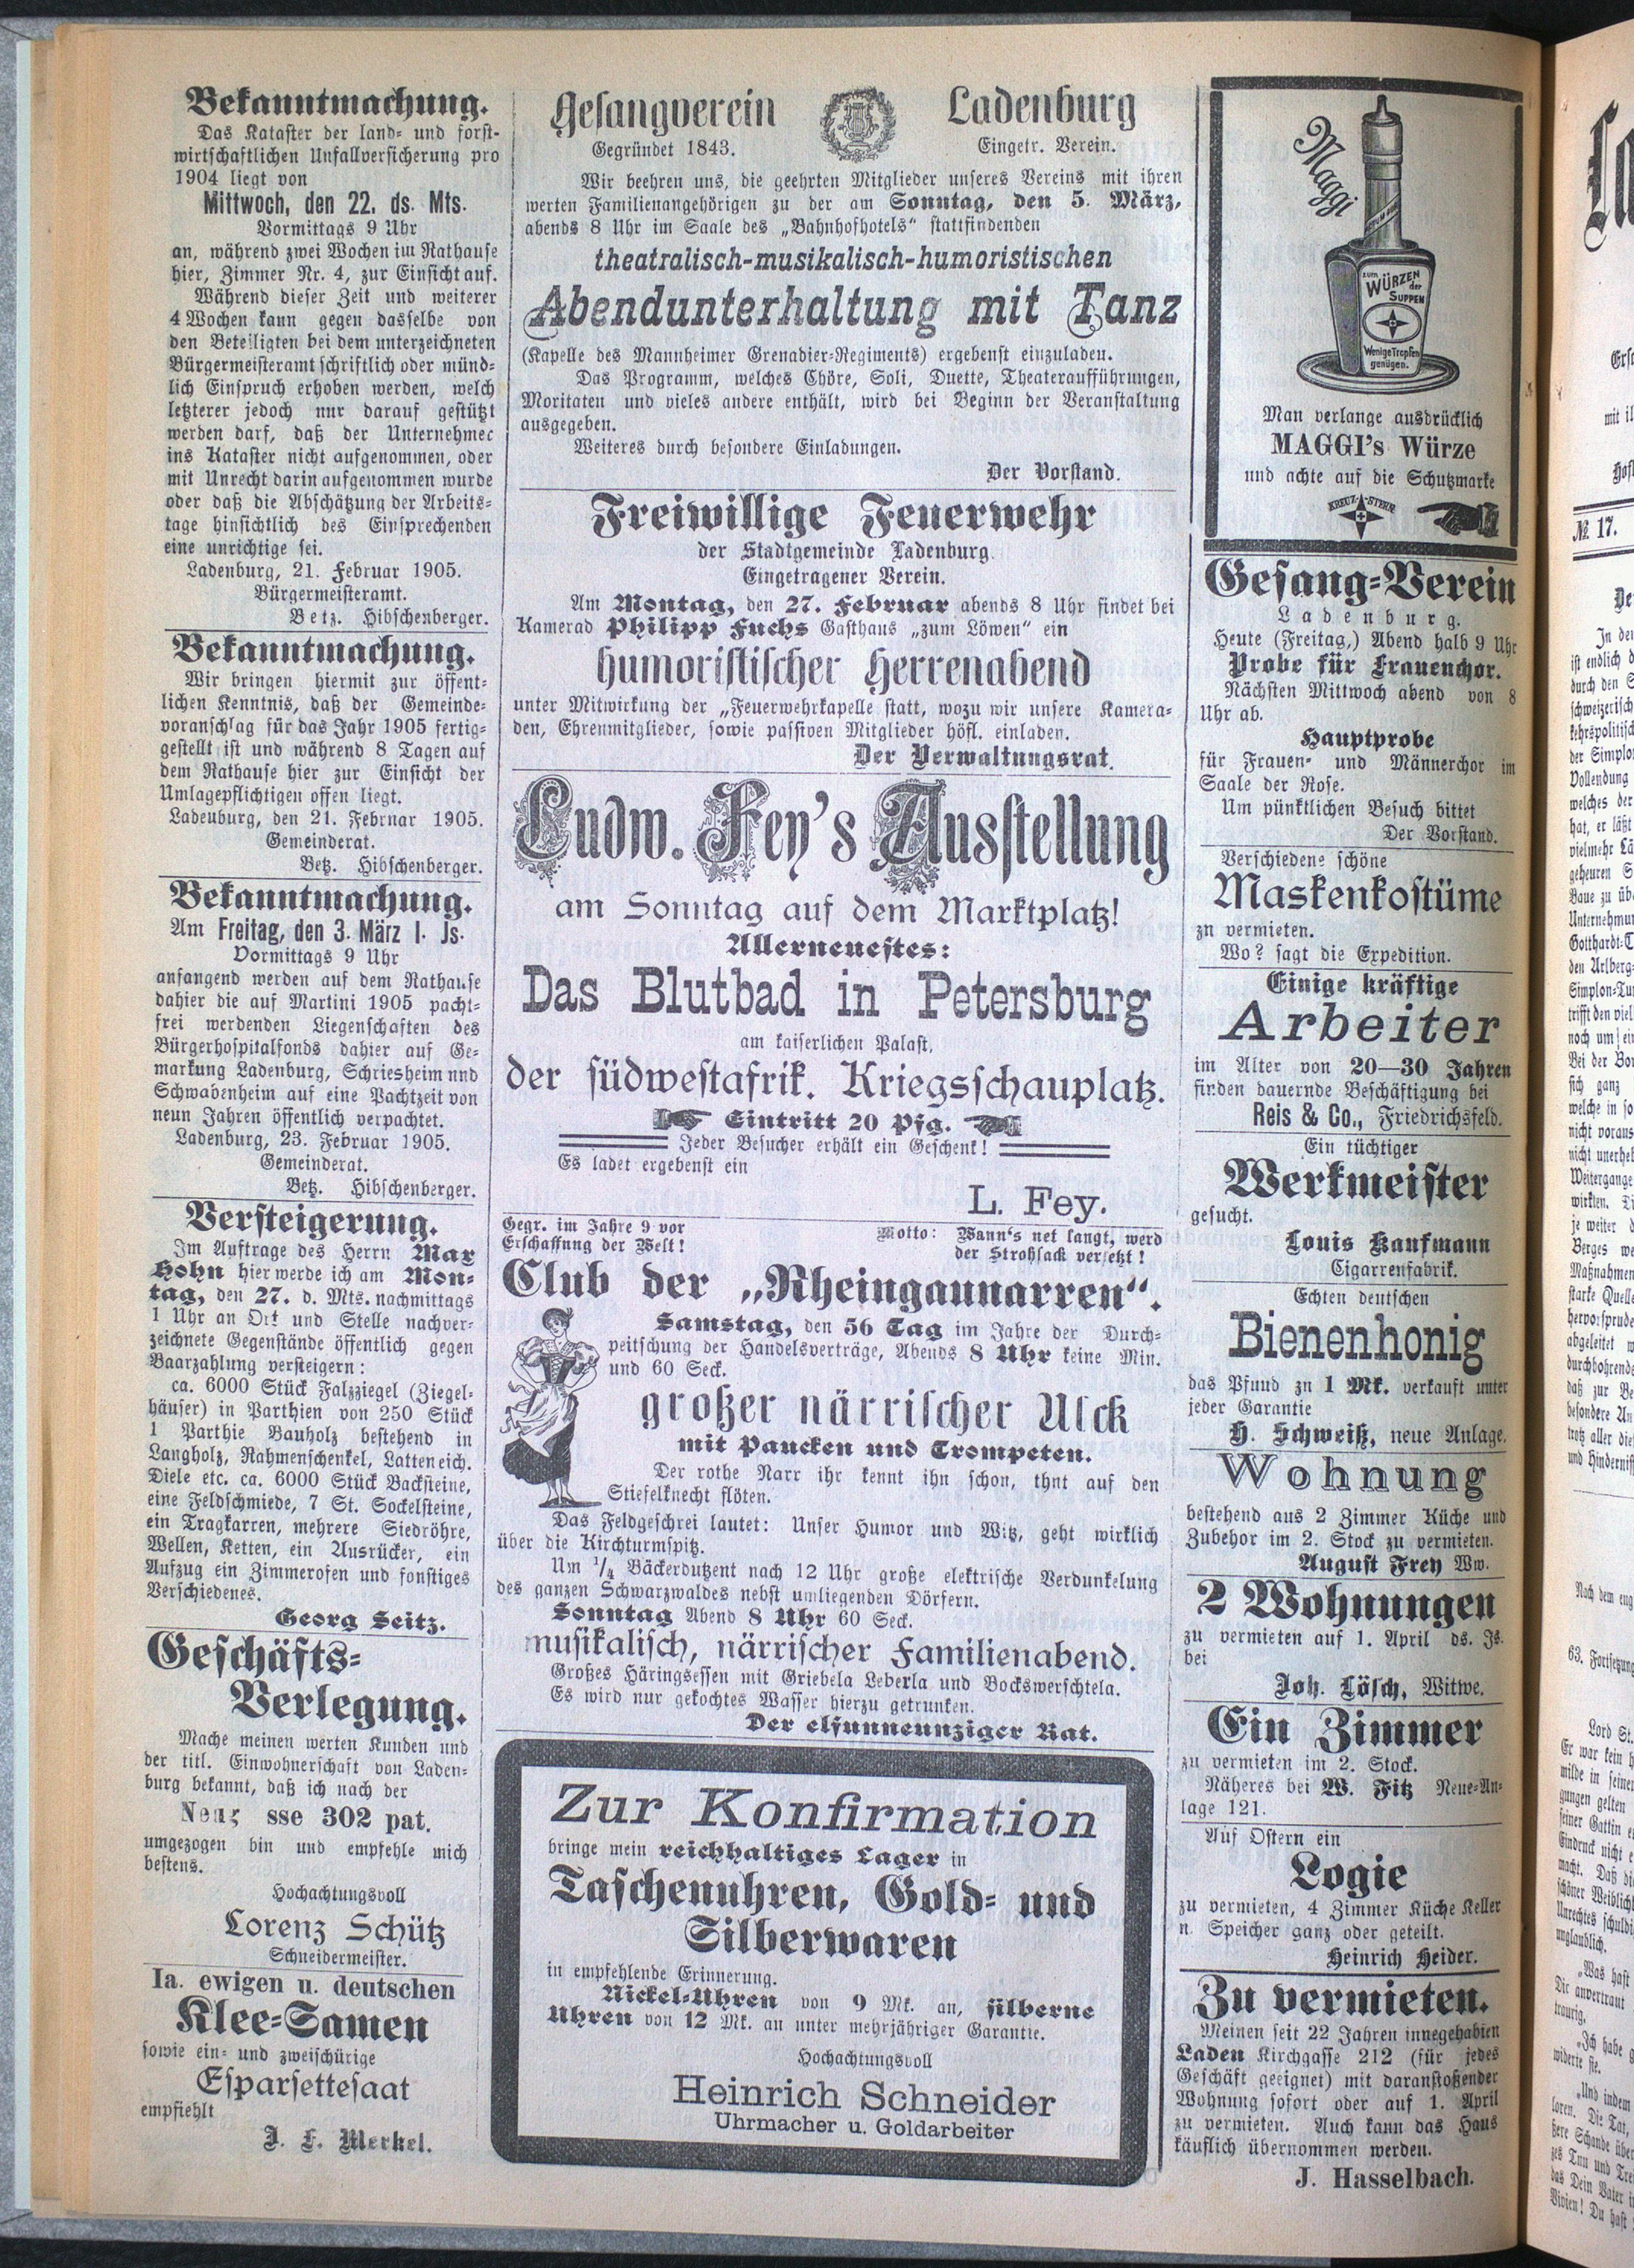 Bekanntmachung.
Das Kataster der land- und forst-
wirtschaftlichen Unfallversicherung pro
1904 liegt von
Mittwoch, den 22. ds. Mts.
Vormittags 9 Uhr
an, während zwei Wochen im Rathause
hier, Zimmer Nr. 4, zur Einsicht auf.
Während dieser Zeit und weiterer
4 Wochen kann gegen dasselbe von
den Beteiligten bei dem unterzeichneten
Bürgermeisteramt schriftlich oder münd-
lich Einspruch erhoben werden, welch
letzterer jedoch nur darauf gestützt
werden darf, daß der Unternehmer
ins Kataster nicht aufgenommen, oder
mit Unrecht darin aufgenommen wurde
oder daß die Abschätzung der Arbeits-
tage hinsichtlich des Einsprechenden
eine unrichtige sei.
Ladenburg, 21. Februar 1905.
Bürgermeisteramt.
Betz. Hibschenberger.
Bekanntmachung.
Wir bringen hiermit zur öffent-
lichen Kenntnis, daß der Gemeinde-
voranschlag für das Jahr 1905 fertig-
gestellt ist und während 8 Tagen auf
dem Rathause hier zur Einsicht der
Umlagepflichtigen offen liegt.
Ladenburg, den 21. Februar 1905.
Gemeinderat.
Betz. Hibschenberger.
Bekanntmachung.
Am Freitag, den 3. März l. Js.
Vormittags 9 Uhr
anfangend werden auf dem Rathause
dahier die auf Martini 1905 pacht-
frei werdenden Liegenschaften des
Bürgerhospitalfonds dahier auf Ge-
markung Ladenburg, Schriesheim und
Schwabenheim auf eine Pachtzeit von
neun Jahren öffentlich verpachtet.
Ladenburg, 23. Februar 1905.
Gemeinderat.
Betz. Hibschenberger.
Versteigerung.
Im Auftrage des Herrn Max
Hohn hier werde ich am Mon-
tag, den 27. d. Mts. nachmittags
1 Uhr an Ort und Stelle nachver-
zeichnete Gegenstände öffentlich gegen
Baarzahlung versteigern:
ca. 6000 Stück Falzziegel (Ziegel-
häuser) in Parthien von 250 Stück
1 Parthie Bauholz bestehend in
Langholz, Rahmenschenkel, Latten eich.
Diele etc. ca. 6000 Stück Backsteine,
eine Feldschmiede, 7 St. Sockelsteine,
ein Tragkarren, mehrere Siedröhre,
Wellen, Ketten, ein Ausrücker, ein
Aufzug ein Zimmerofen und sonstiges
Verschiedenes.
Georg Seitz.
Geschäfts-
Verlegung.
Mache meinen werten Kunden und
der titl. Einwohnerschaft von Laden-
burg bekannt, daß ich nach der
sse 302 pat.
umgezogen bin und empfehle mich
bestens.
Hochachtungsvoll
Lorenz Schütz
Schneidermeister.
Ia. ewigen u. deutschen
Klee-Samen
sowie ein- und zweischürige
Esparsettesaat
empfiehlt
J. F. Merkel.
Gesangverein Ladenburg
Gegründet 1843. Eingetr. Verein.
Wir beehren uns, die geehrten Mitglieder unseres Vereins mit ihren
werten Familienangehörigen zu der am Sonntag, den 5. März,
abends 8 Uhr im Saale des „Bahnhofhotels“ stattfindenden
theatralisch-musikalisch-humoristischen
Abendunterhaltung mit Tanz
(Kapelle des Mannheimer Grenadier-Regiments) ergebenst einzuladen.
Das Programm, welches Chöre, Soli, Duette, Theateraufführungen,
Moritaten und vieles andere enthält, wird bei Beginn der Veranstaltung
ausgegeben.
Weiteres durch besondere Einladungen.
Der Vorstand.
Freiwillige Feuerwehr
der Stadtgemeinde Ladenburg.
Eingetragener Verein.
Am Montag, den 27. Februar abends 8 Uhr findet bei
Kamerad Philipp Fuchs Gasthaus „zum Löwen“ ein
humoristischer Herrenabend
unter Mitwirkung der „Feuerwehrkapelle statt, wozu wir unsere Kamera-
den, Ehrenmitglieder, sowie passiven Mitglieder höfl. einladen.
Der Verwaltungsrat.
Ludw. Fey's Ausstellung
am Sonntag auf dem Marktplatz!
Allerneuestes:
Das Blutbad in Petersburg
am kaiserlichen Palast,
der südwestafrik. Kriegsschauplatz.
Eintritt 20 Pfg.
Jeder Besucher erhält ein Geschenk!
Es ladet ergebenst ein
L. Fey.
Gegr. im Jahre 9 vor
Erschaffung der Welt!
Motto: Wann's net langt, werd
der Strohsack versetzt!
Club der „Rheingaunarren“.
Samstag, den 56 Tag im Jahre der Durch-
peitschung der Handelsverträge, Abends 8 Uhr keine Min.
und 60 Seck.
großer närrischer Ulck
mit Paucken und Trompeten.
Der rothe Narr ihr kennt ihn schon, thut auf den
Stiefelknecht flöten.
Das Feldgeschrei lautet: Unser Humor und Witz, geht wirklich
über die Kirchturmspitz.
Um 1/4 Bäckerdutzent nach 12 Uhr große elektrische Verdunkelung
des ganzen Schwarzwaldes nebst umliegenden Dörfern.
Sonntag Abend 8 Uhr 60 Seck.
musikalisch, närrischer Familienabend.
Großes Häringsessen mit Griebela Leberla und Bockswerschtela.
Es wird nur gekochtes Wasser hierzu getrunken.
Der elfunneunziger Rat.
Zur Konfirmation
bringe mein reichhaltiges Lager in
Taschenuhren, Gold- und
Silberwaren
in empfehlende Erinnerung.
Nickel-Uhren von 9 Mk. an, silberne
Uhren von 12 Mk. an unter mehrjähriger Garantie.
Hochachtungsvoll
Heinrich Schneider
Uhrmacher u. Goldarbeiter
Maggi
zum
WÜRZEN
der
SUPPEN
Wenige Tropfen
genügen.
Man verlange ausdrücklich
MAGGI's Würze
und achte auf die Schutzmarke
KREUZ-STERN
Gesang-Verein
Ladenburg.
Heute (Freitag,) Abend halb 9 Uhr
Probe für Frauenchor.
Nächsten Mittwoch abend von 8
Uhr ab.
Hauptprobe
für Frauen- und Männerchor im
Saale der Rose.
Um pünktlichen Besuch bittet
Der Vorstand.
Verschiedene schöne
Maskenkostüme
zu vermieten.
Wo? sagt die Expedition.
Einige kräftige
Arbeiter
im Alter von 20—30 Jahren
finden dauernde Beschäftigung bei
Reis & Co., Friedrichsfeld.
Ein tüchtiger
Werkmeister
gesucht.
Louis Kaufmann
Cigarrenfabrik.
Echten deutschen
Bienenhonig
das Pfund zu 1 Mk. verkauft unter
jeder Garantie
H. Schweiß, neue Anlage.
Wohnung
bestehend aus 2 Zimmer Küche und
Zubehör im 2. Stock zu vermieten.
August Frey Ww.
2 Wohnungen
zu vermieten auf 1. April ds. Js.
bei
Joh. Lösch, Witwe.
Ein Zimmer
zu vermieten im 2. Stock.
Näheres bei W. Fitz Neue-An-
lage 121.
Auf Ostern ein
Logie
zu vermieten, 4 Zimmer Küche Keller
u. Speicher ganz oder geteilt.
Heinrich Heider.
Zu vermieten.
Meinen seit 22 Jahren innegehabten
Laden Kirchgasse 212 (für jedes
Geschäft geeignet) mit daranstoßender
Wohnung sofort oder auf 1. April
zu vermieten. Auch kann das Haus
käuflich übernommen werden.
J. Hasselbach.
№ 17.